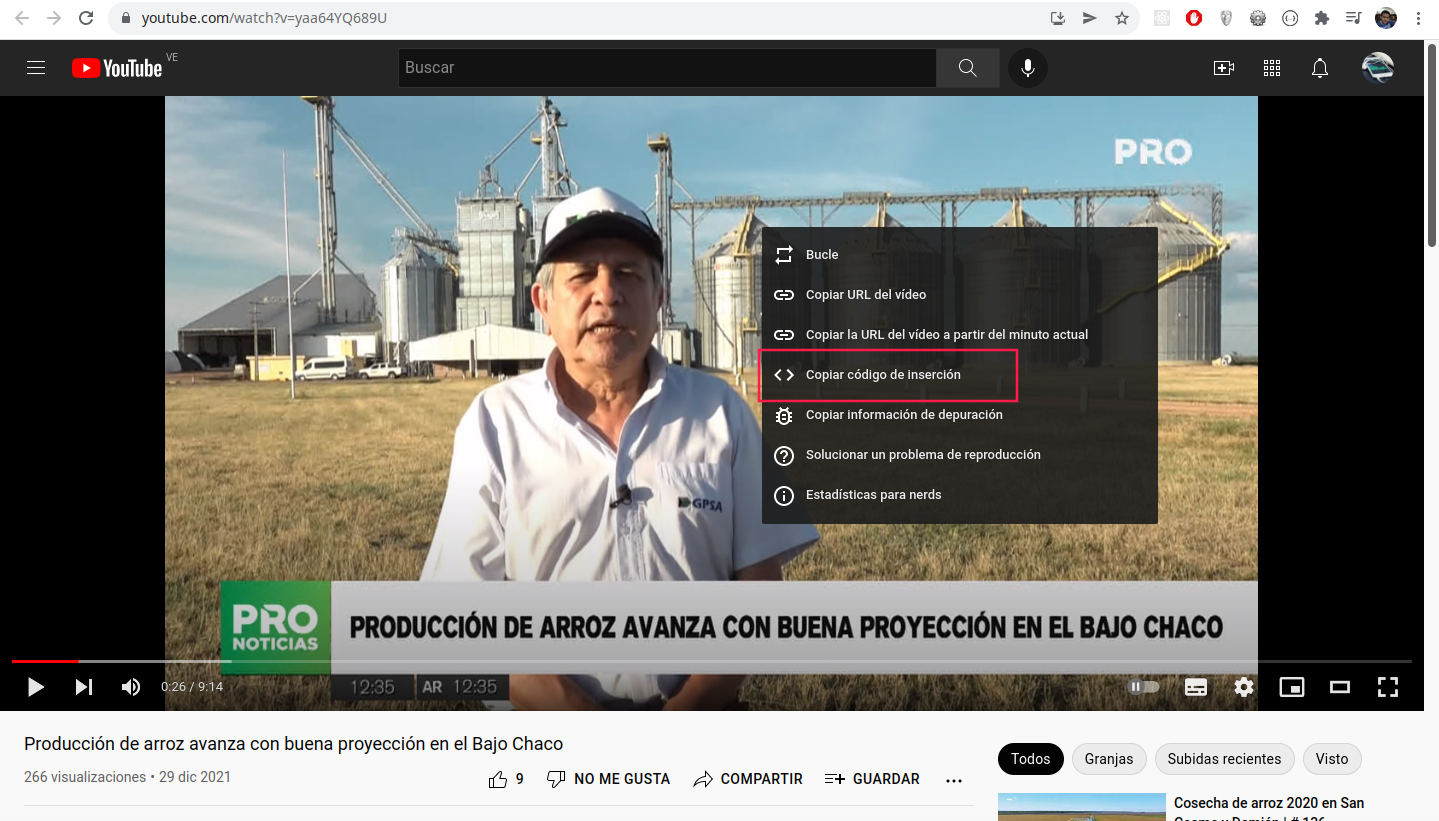 youtube.com/watch?v=yaa64YQ689U
YouTube VE
Buscar
PRO
Bucle
Copiar URL del vídeo
Copiar la URL del vídeo a partir del minuto actual
Copiar código de inserción
Copiar información de depuración
Solucionar un problema de reproducción
Estadísticas para nerds
GPSA
PRO
NOTICIAS
PRODUCCIÓN DE ARROZ AVANZA CON BUENA PROYECCIÓN EN EL BAJO CHACO
12:35 AR 12:35
0:26 / 9:14
Producción de arroz avanza con buena proyección en el Bajo Chaco
266 visualizaciones • 29 dic 2021
9 NO ME GUSTA COMPARTIR GUARDAR
Todos Granjas Subidas recientes Visto
Cosecha de arroz 2020 en San